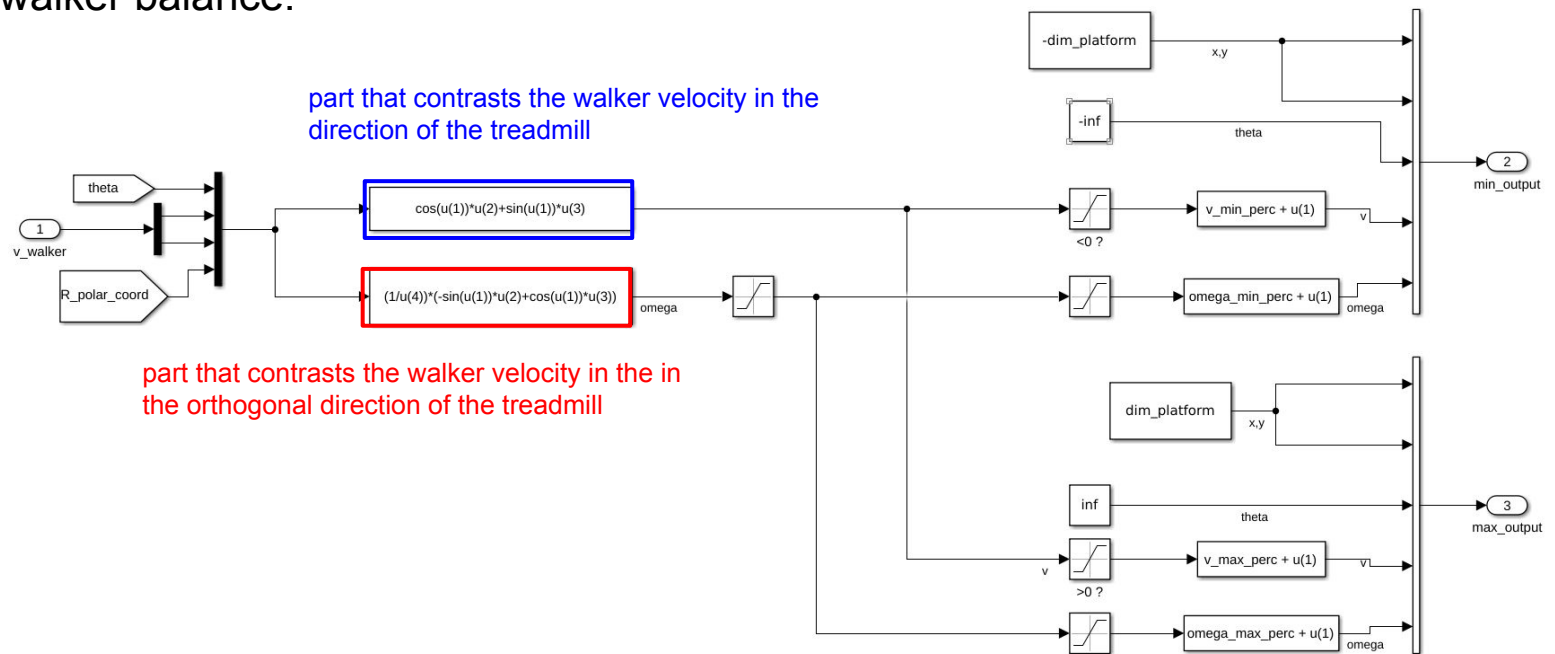 walker balance.
-dim_platform
x,y
part that contrasts the walker velocity in the
direction of the treadmill
-inf
theta
2
min_output
theta
cos(u(1))*u(2)+sin(u(1))*u(3)
v_min_perc + u(1)
v
<0 ?
1
v_walker
R_polar_coord
(1/u(4))*(-sin(u(1))*u(2)+cos(u(1))*u(3))
omega
omega_min_perc + u(1)
omega
part that contrasts the walker velocity in the in
the orthogonal direction of the treadmill
dim_platform
x,y
inf
theta
3
max_output
v
v_max_perc + u(1)
v
>0 ?
omega_max_perc + u(1)
omega